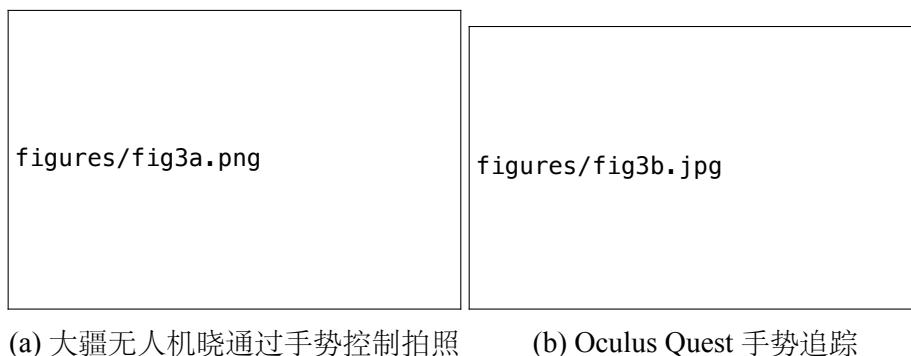 figures/fig3a.png
figures/fig3b.jpg
(a) 大疆无人机晓通过手势控制拍照
(b) Oculus Quest 手势追踪